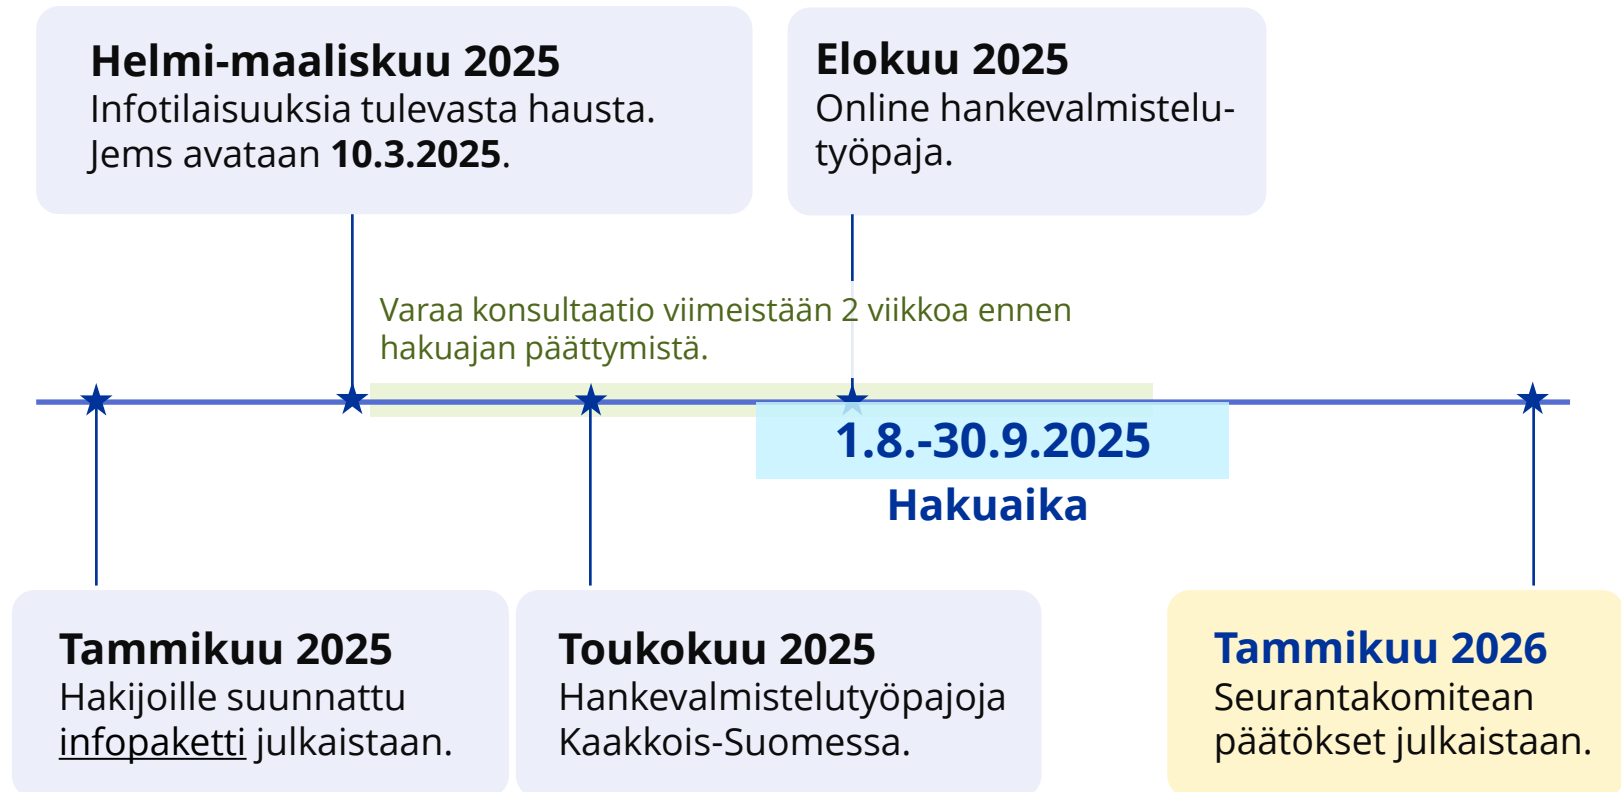 Helmi-maaliskuu 2025
Infotilaisuuksia tulevasta hausta.
Jems avataan 10.3.2025.
Elokuu 2025
Online hankevalmistelu-
työpaja.
Varaa konsultaatio viimeistään 2 viikkoa ennen
hakuajan päättymistä.
1.8.-30.9.2025
Hakuaika
Tammikuu 2025
Hakijoille suunnattu
infopaketti julkaistaan.
Toukokuu 2025
Hankevalmistelutyöpajoja
Kaakkois-Suomessa.
Tammikuu 2026
Seurantakomitean
päätökset julkaistaan.